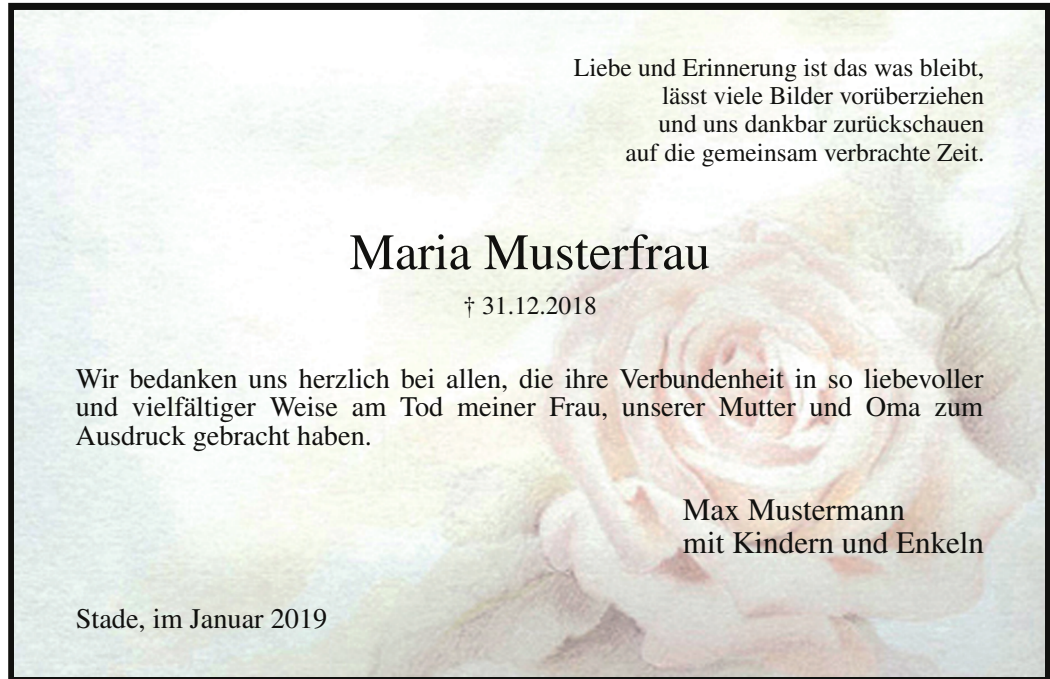 Liebe und Erinnerung ist das was bleibt,
lässt viele Bilder vorüberziehen
und uns dankbar zurückschauen
auf die gemeinsam verbrachte Zeit.
Maria Musterfrau
† 31.12.2018
Wir bedanken uns herzlich bei allen, die ihre Verbundenheit in so liebevoller
und vielfältiger Weise am Tod meiner Frau, unserer Mutter und Oma zum
Ausdruck gebracht haben.
Max Mustermann
mit Kindern und Enkeln
Stade, im Januar 2019